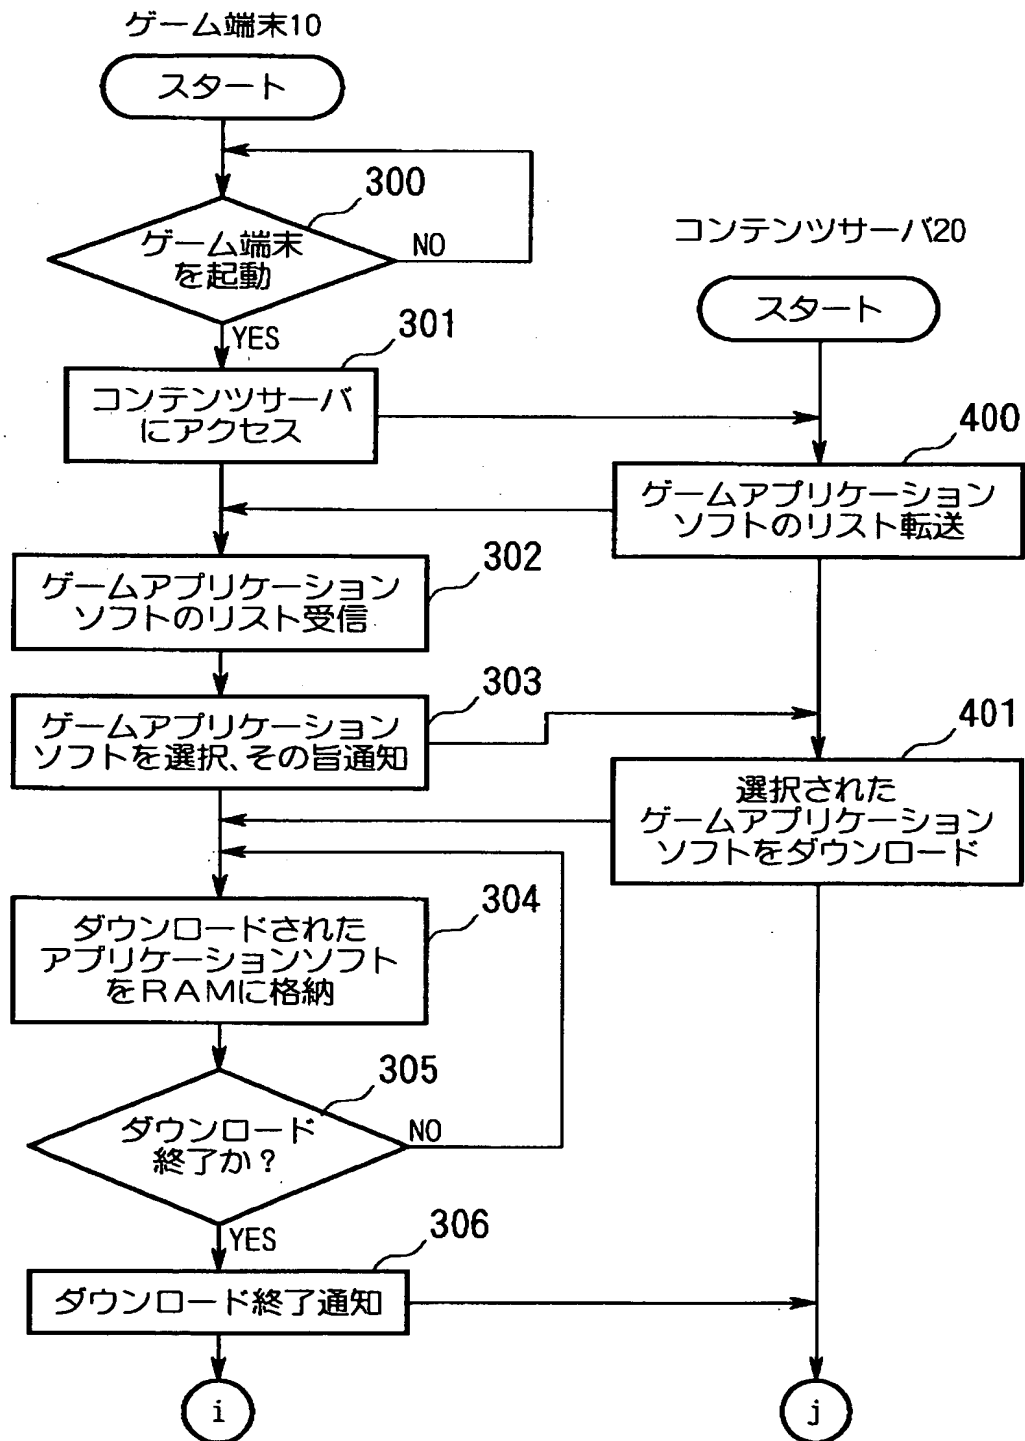 ゲーム端末10
スタート
300
ゲーム端末
を起動
NO
YES
301
コンテンツサーバ
にアクセス
コンテンツサーバ20
スタート
400
ゲームアプリケーション
ソフトのリスト転送
302
ゲームアプリケーション
ソフトのリスト受信
303
ゲームアプリケーション
ソフトを選択、その旨通知
401
選択された
ゲームアプリケーション
ソフトをダウンロード
304
ダウンロードされた
アプリケーションソフト
をRAMに格納
305
ダウンロード
終了か？
NO
YES
306
ダウンロード終了通知
i
j